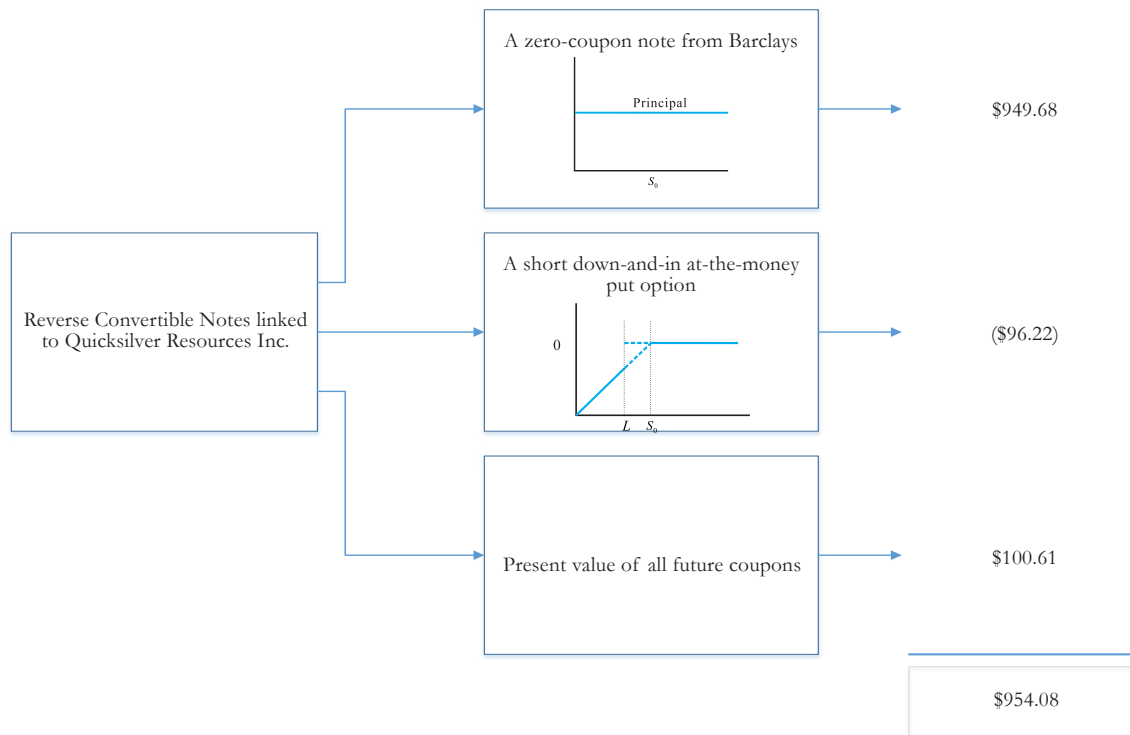 A zero-coupon note from Barclays
Principal
S₀
$949.68
Reverse Convertible Notes linked
to Quicksilver Resources Inc.
A short down-and-in at-the-money
put option
0
L S₀
($96.22)
Present value of all future coupons
$100.61
$954.08